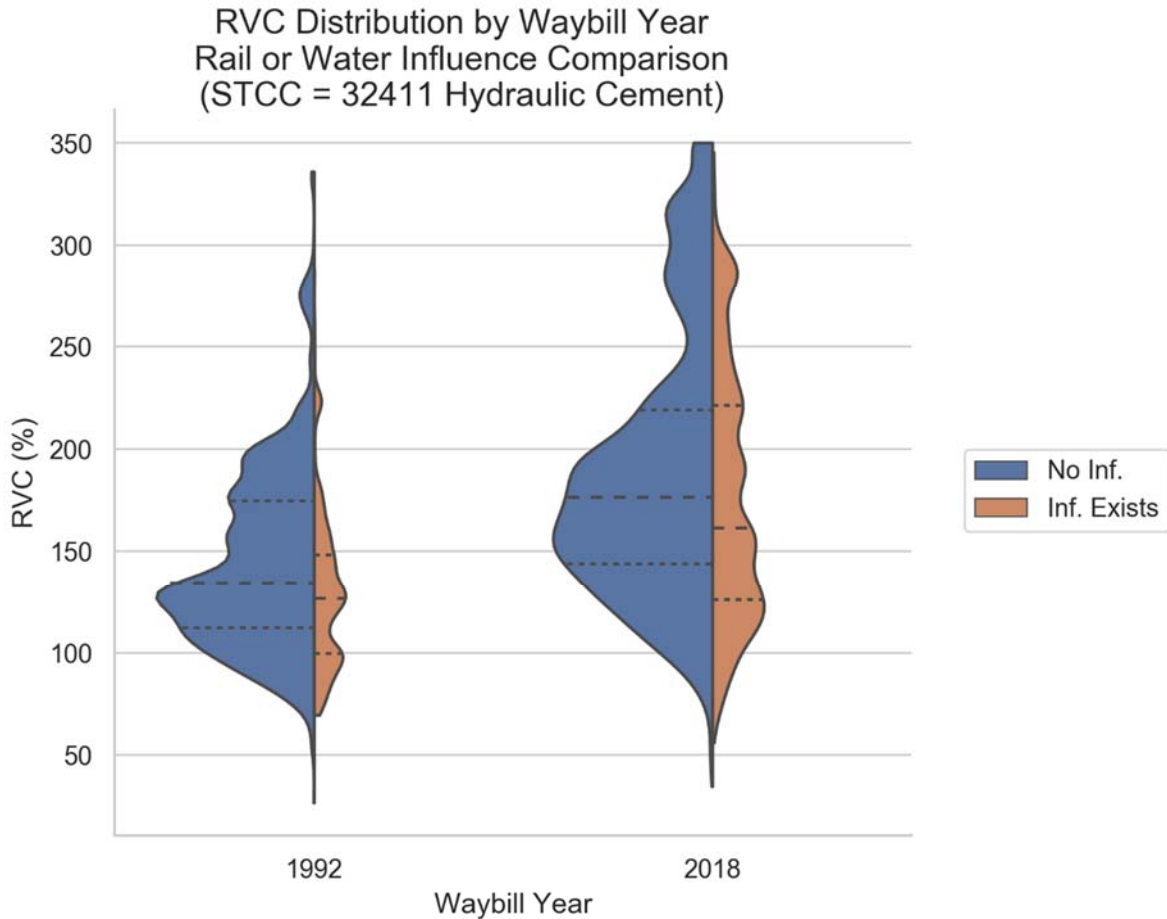 RVC Distribution by Waybill Year
Rail or Water Influence Comparison
(STCC = 32411 Hydraulic Cement)
350
300
250
200
150
100
50
RVC (%)
No Inf.
Inf. Exists
1992
2018
Waybill Year